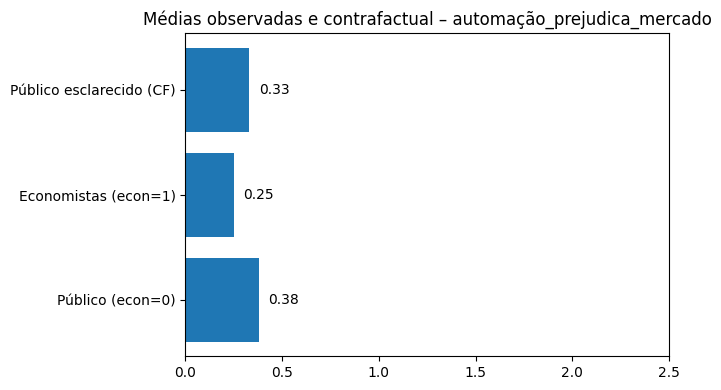 Médias observadas e contrafactual – automação_prejudica_mercado
Público esclarecido (CF)
0.33
Economistas (econ=1)
0.25
Público (econ=0)
0.38
0.0 0.5 1.0 1.5 2.0 2.5